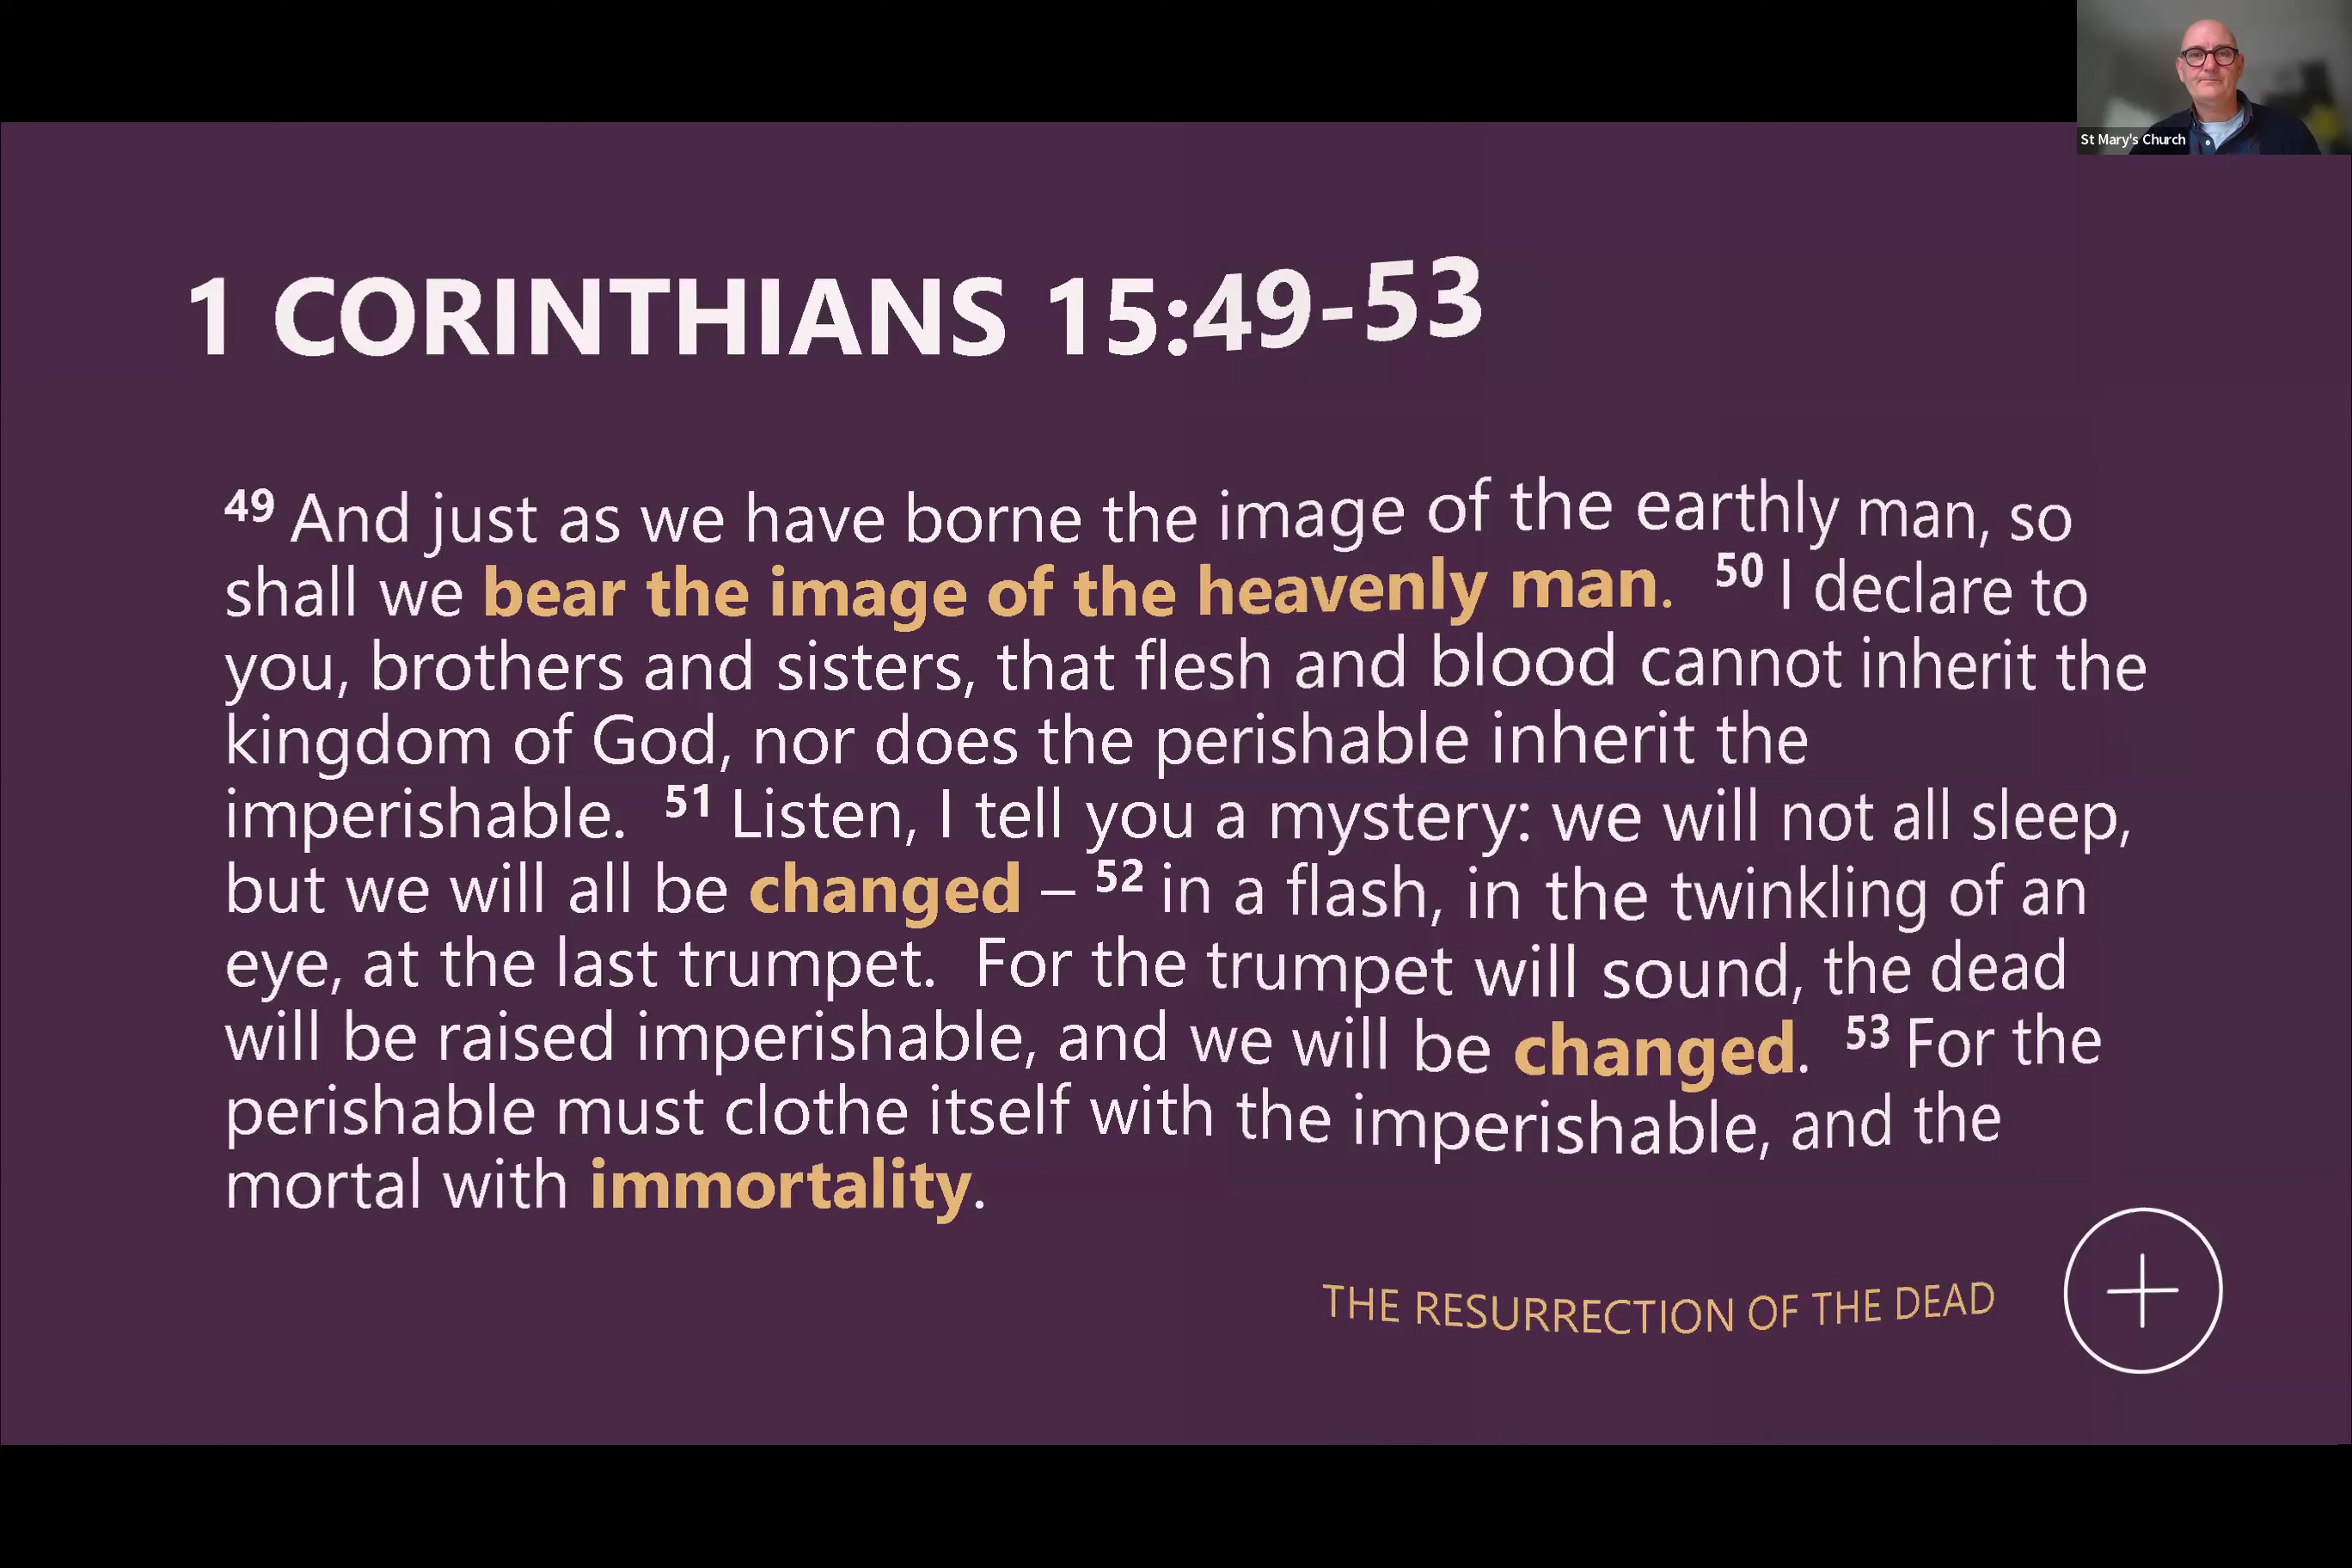 St Mary's Church
1 CORINTHIANS 15:49-53
49 And just as we have borne the image of the earthly man, so
shall we bear the image of the heavenly man. 50 I declare to
you, brothers and sisters, that flesh and blood cannot inherit the
kingdom of God, nor does the perishable inherit the
imperishable. 51 Listen, I tell you a mystery: we will not all sleep,
but we will all be changed – 52 in a flash, in the twinkling of an
eye, at the last trumpet. For the trumpet will sound, the dead
will be raised imperishable, and we will be changed. 53 For the
perishable must clothe itself with the imperishable, and the
mortal with immortality.
THE RESURRECTION OF THE DEAD